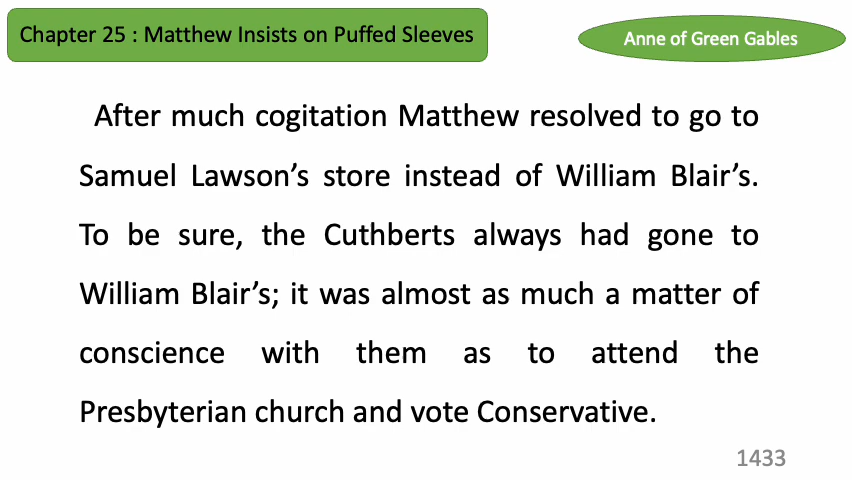 Chapter 25 : Matthew Insists on Puffed Sleeves
Anne of Green Gables
After much cogitation Matthew resolved to go to
Samuel Lawson’s store instead of William Blair’s.
To be sure, the Cuthberts always had gone to
William Blair’s; it was almost as much a matter of
conscience with them as to attend the
Presbyterian church and vote Conservative.
1433